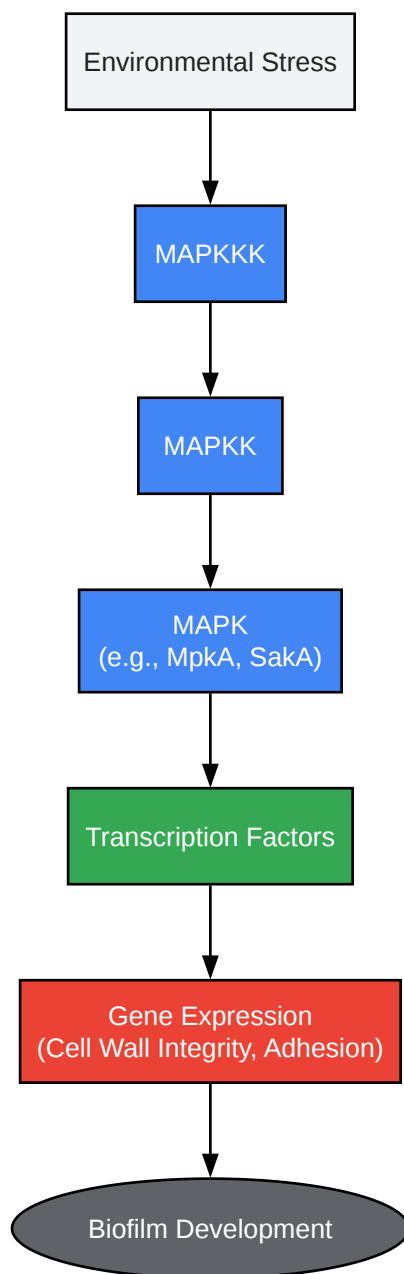 Environmental Stress
MAPKKK
MAPKK
MAPK
(e.g., MpkA, SakA)
Transcription Factors
Gene Expression
(Cell Wall Integrity, Adhesion)
Biofilm Development